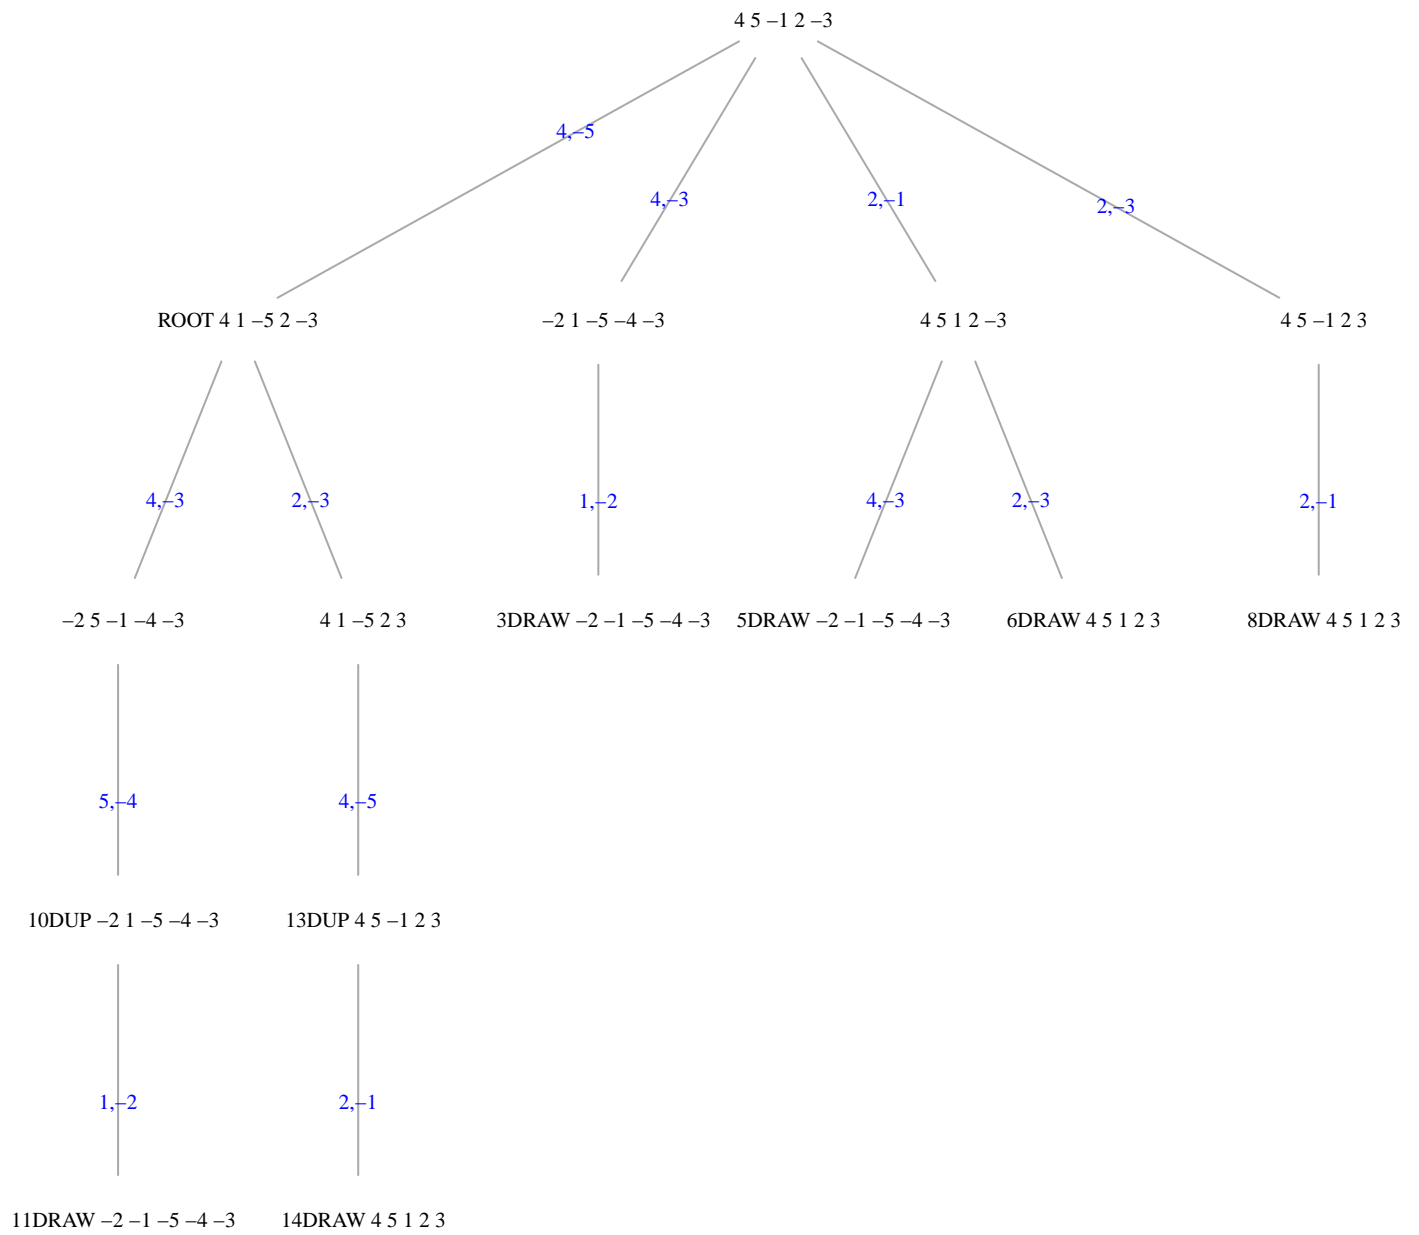 4 5 –1 2 –3
4,–5
4,–3
2,–1
2,–3
ROOT 4 1 –5 2 –3
–2 1 –5 –4 –3
4 5 1 2 –3
4 5 –1 2 3
4,–3
2,–3
1,–2
4,–3
2,–3
2,–1
–2 5 –1 –4 –3
4 1 –5 2 3
3DRAW –2 –1 –5 –4 –3
5DRAW –2 –1 –5 –4 –3
6DRAW 4 5 1 2 3
8DRAW 4 5 1 2 3
5,–4
4,–5
10DUP –2 1 –5 –4 –3
13DUP 4 5 –1 2 3
1,–2
2,–1
11DRAW –2 –1 –5 –4 –3
14DRAW 4 5 1 2 3